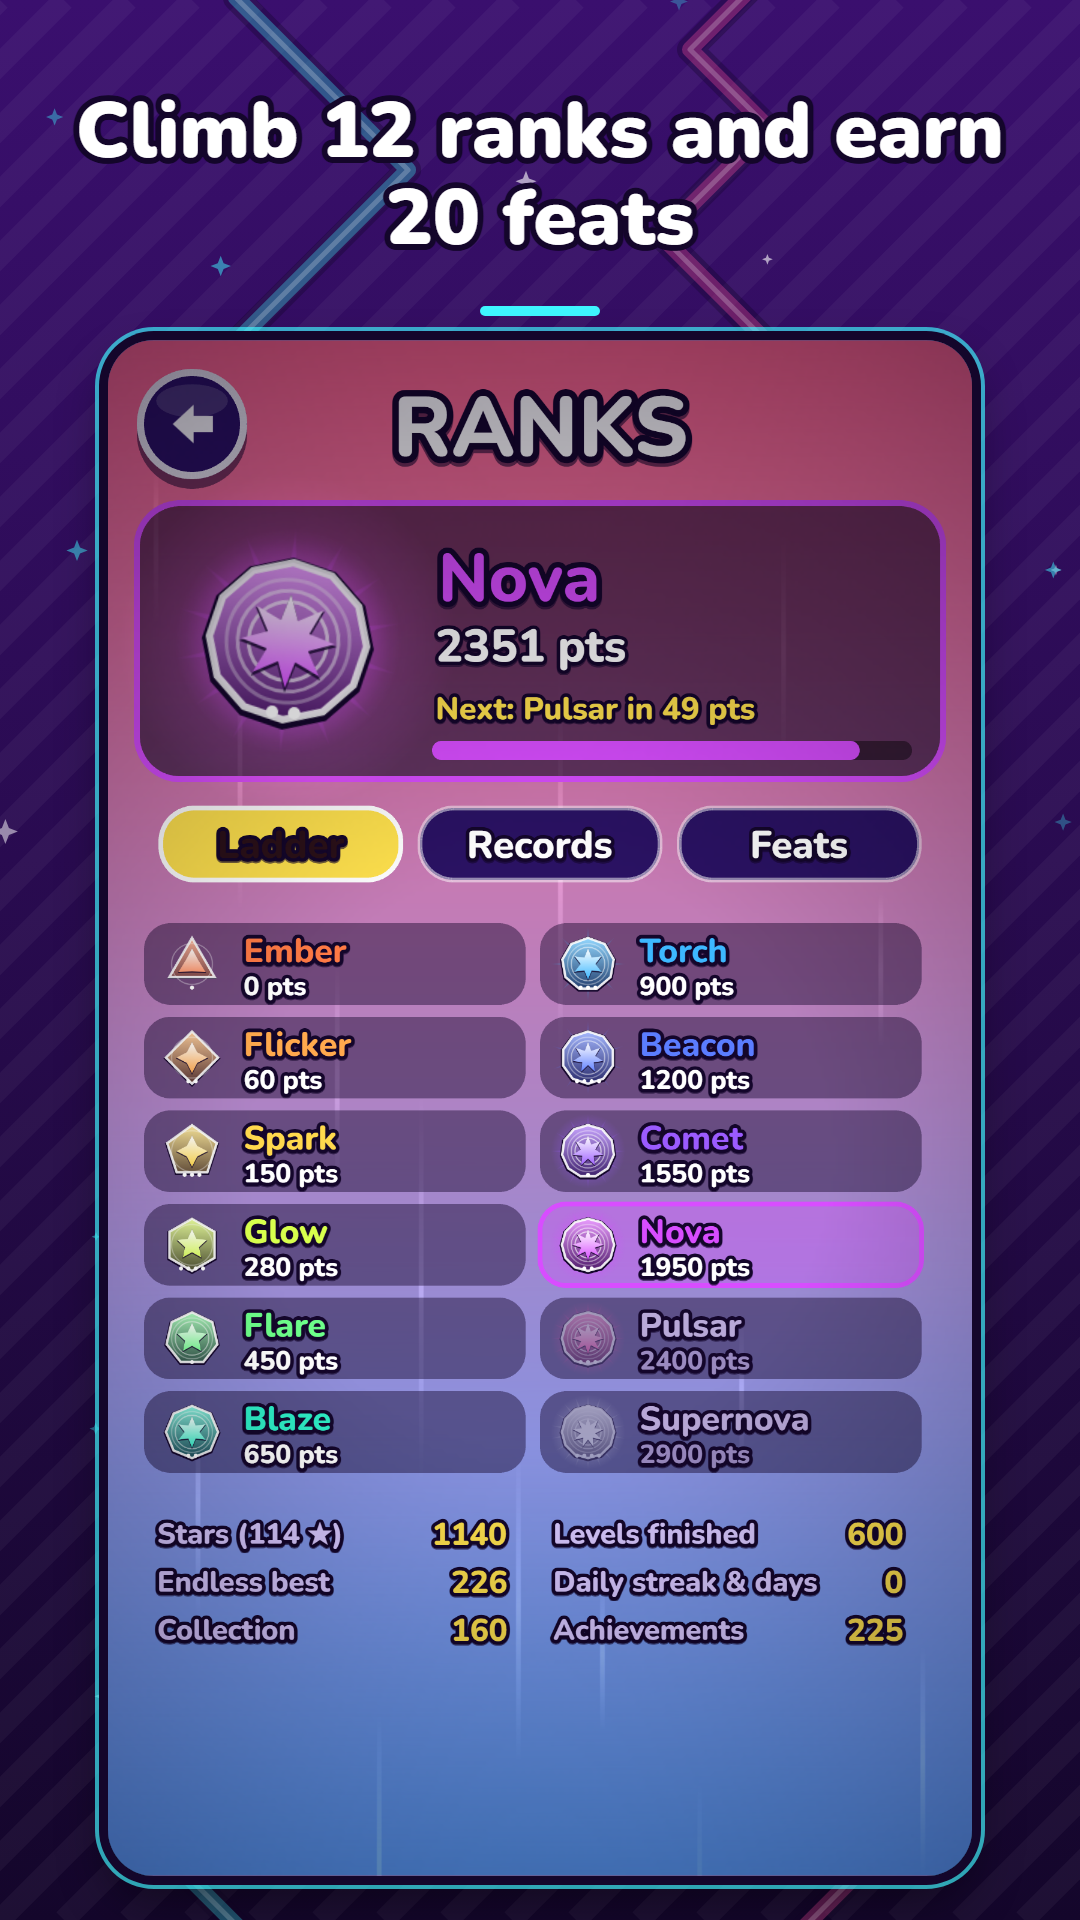 Climb 12 ranks and earn
20 feats
RANKS
Nova
2351 pts
Next: Pulsar in 49 pts
Ladder
Records
Feats
Ember
0 pts
Torch
900 pts
Flicker
60 pts
Beacon
1200 pts
Spark
150 pts
Comet
1550 pts
Glow
280 pts
Nova
1950 pts
Flare
450 pts
Pulsar
2400 pts
Blaze
650 pts
Supernova
2900 pts
Stars (114 ★) 1140
Levels finished 600
Endless best 226
Daily streak & days 0
Collection 160
Achievements 225